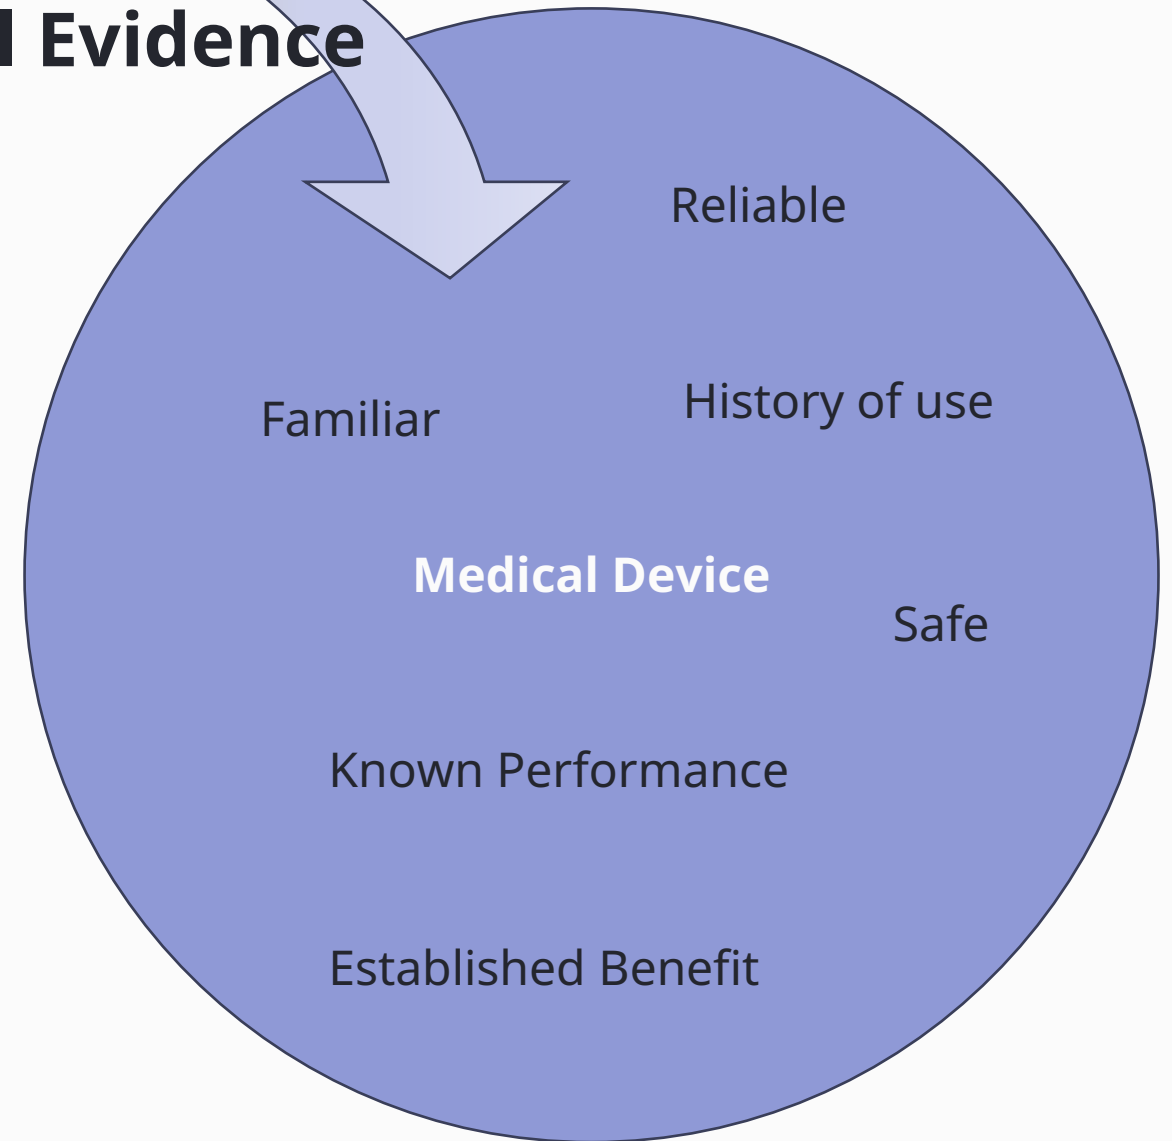 Evidence
Reliable
Familiar
History of use
Medical Device
Safe
Known Performance
Established Benefit